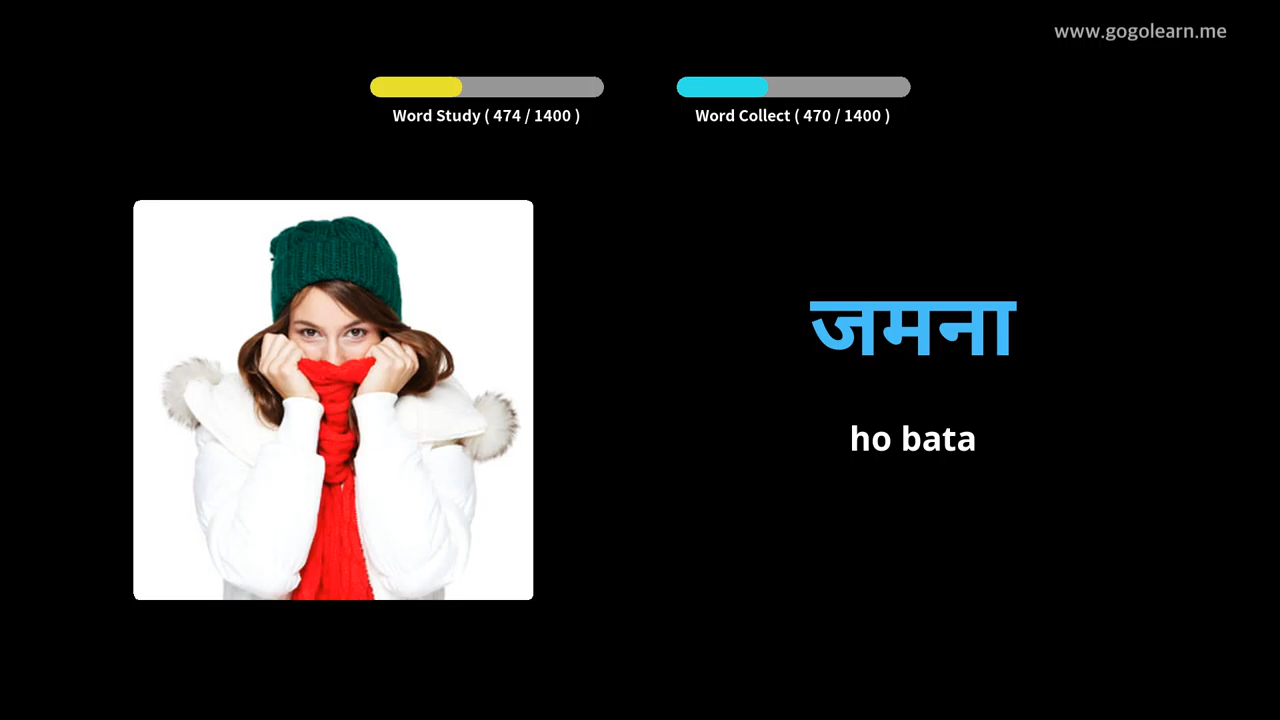 www.gogolearn.me
Word Study ( 474 / 1400 )
Word Collect ( 470 / 1400 )
जमना
ho bata